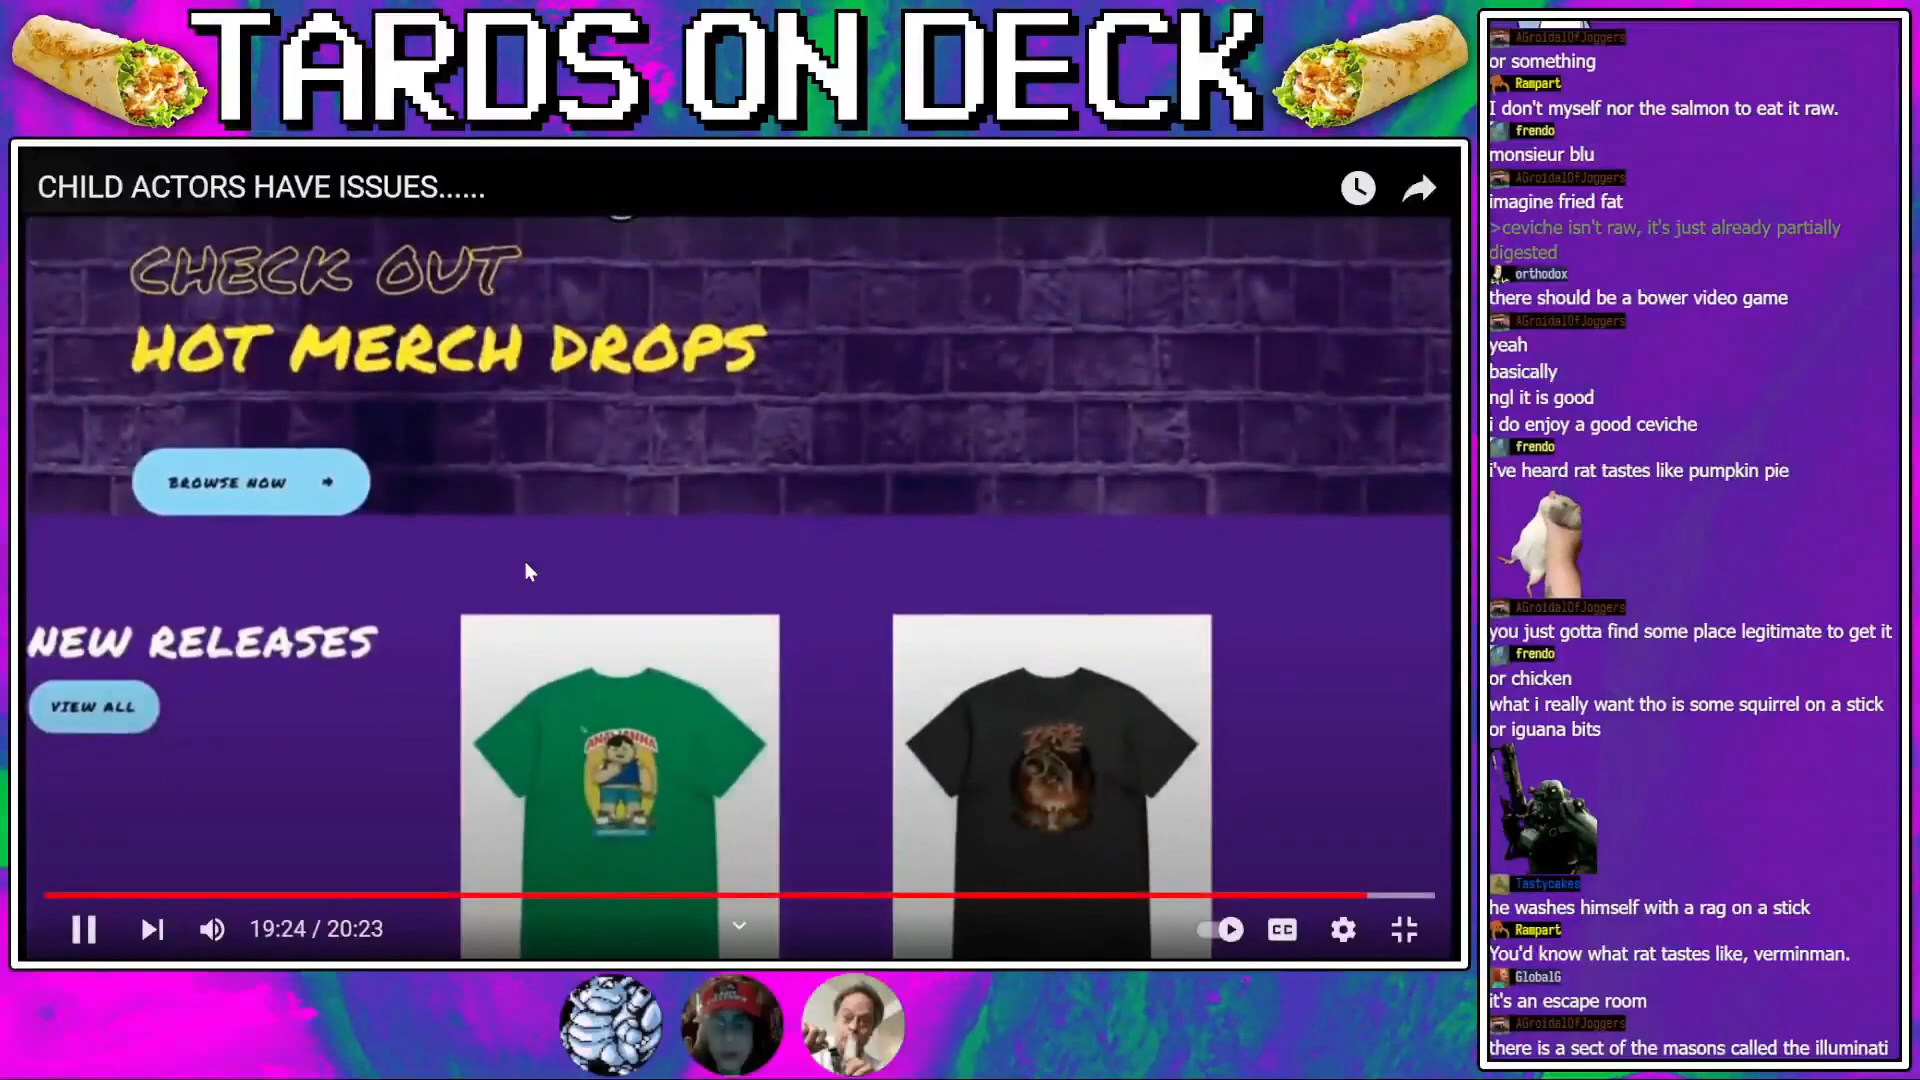 TARDS ON DECK
CHILD ACTORS HAVE ISSUES......
CHECK OUT
HOT MERCH DROPS
BROWSE NOW
NEW RELEASES
VIEW ALL
19:24 / 20:23
CC
AGroidalOfJoggers
or something
Rampart
I don't myself nor the salmon to eat it raw.
frendo
monsieur blu
AGroidalOfJoggers
imagine fried fat
>ceviche isn't raw, it's just already partially
digested
orthodox
there should be a bower video game
AGroidalOfJoggers
yeah
basically
ngl it is good
i do enjoy a good ceviche
frendo
i've heard rat tastes like pumpkin pie
AGroidalOfJoggers
you just gotta find some place legitimate to get it
frendo
or chicken
what i really want tho is some squirrel on a stick
or iguana bits
Tastycakes
he washes himself with a rag on a stick
Rampart
You'd know what rat tastes like, verminman.
GlobalG
it's an escape room
AGroidalOfJoggers
there is a sect of the masons called the illuminati